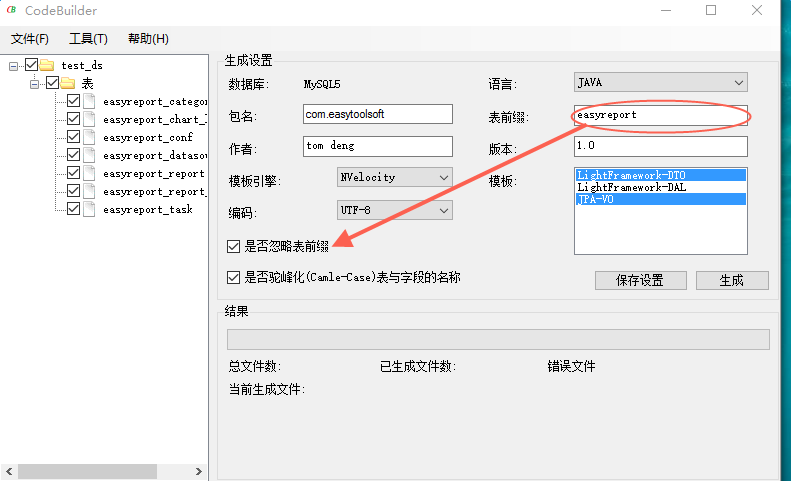 CodeBuilder
文件(F) 工具(T) 帮助(H)
test_ds
表
easyreport_catego
easyreport_chart_
easyreport_conf
easyreport_datasou
easyreport_report
easyreport_report_
easyreport_task
生成设置
数据库: MySQL5 语言: JAVA
包名: com.easytoolsoft 表前缀: easyreport
作者: tom deng 版本: 1.0
模板引擎: NVelocity 模板: LightFramework-DTO
LightFramework-DAL
JPA-VO
编码: UTF-8
是否忽略表前缀
是否驼峰化(Camle-Case)表与字段的名称
保存设置 生成
结果
总文件数: 已生成文件数: 错误文件
当前生成文件: